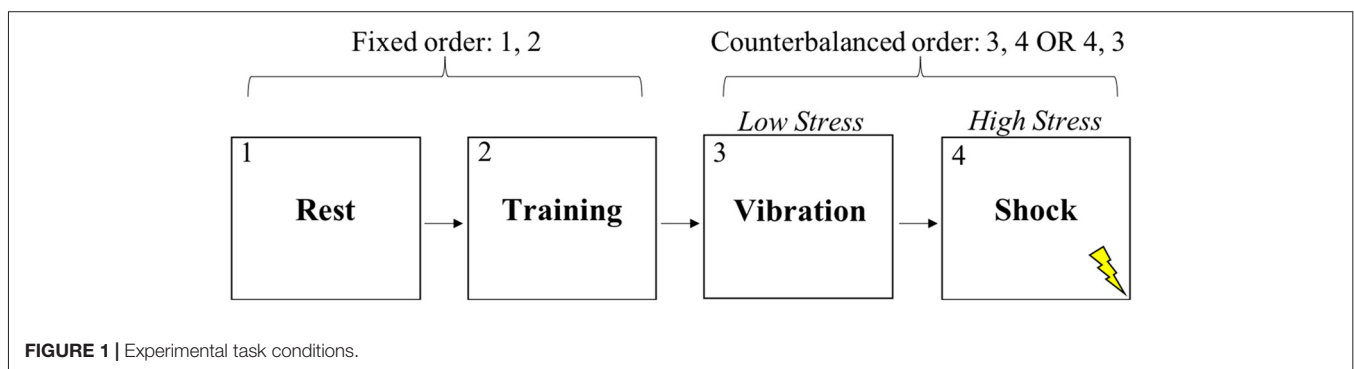 Fixed order: 1, 2
Counterbalanced order: 3, 4 OR 4, 3
Low Stress
High Stress
1
2
3
4
Rest
Training
Vibration
Shock
FIGURE 1 | Experimental task conditions.